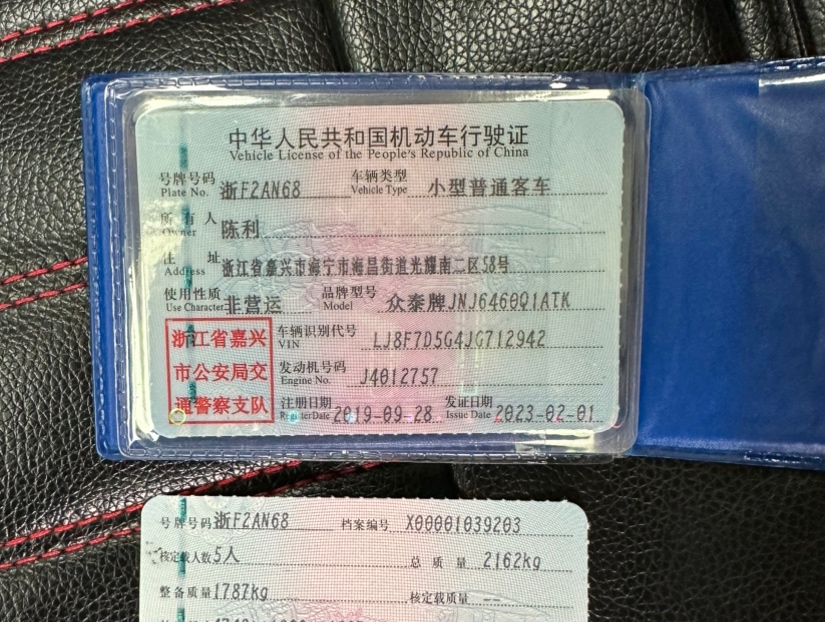 中华人民共和国机动车行驶证
Vehicle License of the People's Republic of China
号牌号码 Plate No. 浙F2AN68 车辆类型 Vehicle Type 小型普通客车
所有人 Owner 陈利
住址 Address 浙江省嘉兴市海宁市海昌街道光耀南二区58号
使用性质 Use Character 非营运 品牌型号 Model 众泰牌JNJ6460Q1ATK
浙江省嘉兴
市公安局交
通警察支队
车辆识别代号 VIN LJ8F7D5G4JG712942
发动机号码 Engine No. J4012757
注册日期 Register Date 2019-09-28 发证日期 Issue Date 2023-02-01
号牌号码 浙F2AN68 档案编号 X00001039203
核定载人数 5人 总质量 2162kg
整备质量 1787kg 核定载质量 --